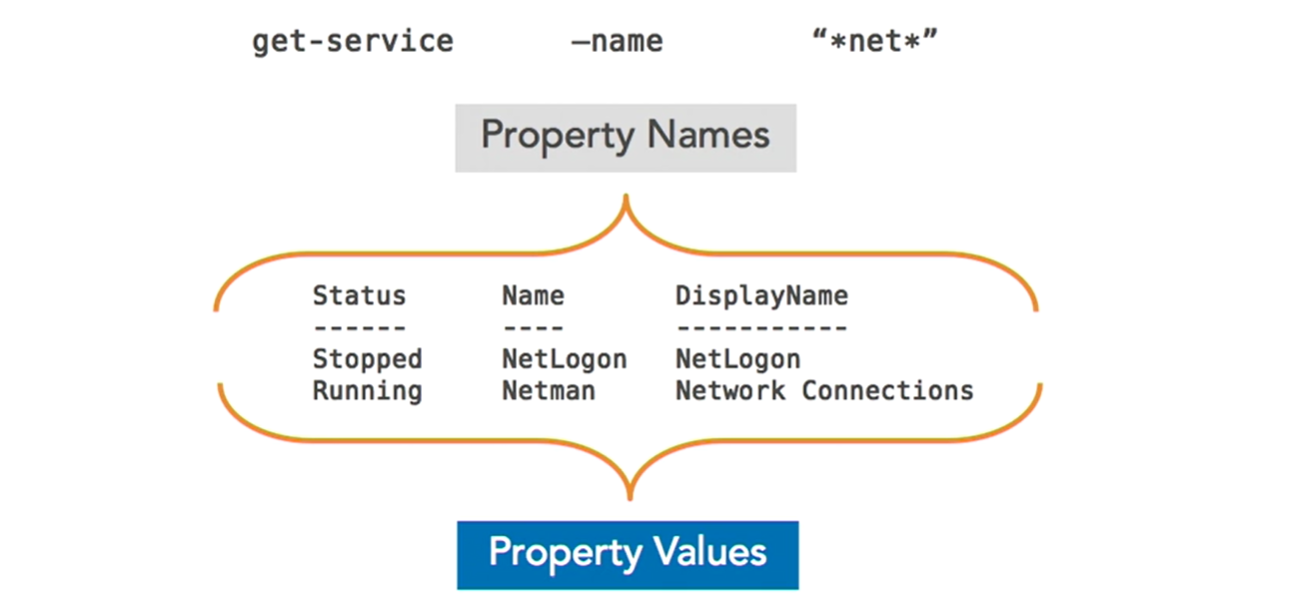 get-service –name “*net*”
Property Names
Status Name DisplayName
------ ---- -----------
Stopped NetLogon NetLogon
Running Netman Network Connections
Property Values